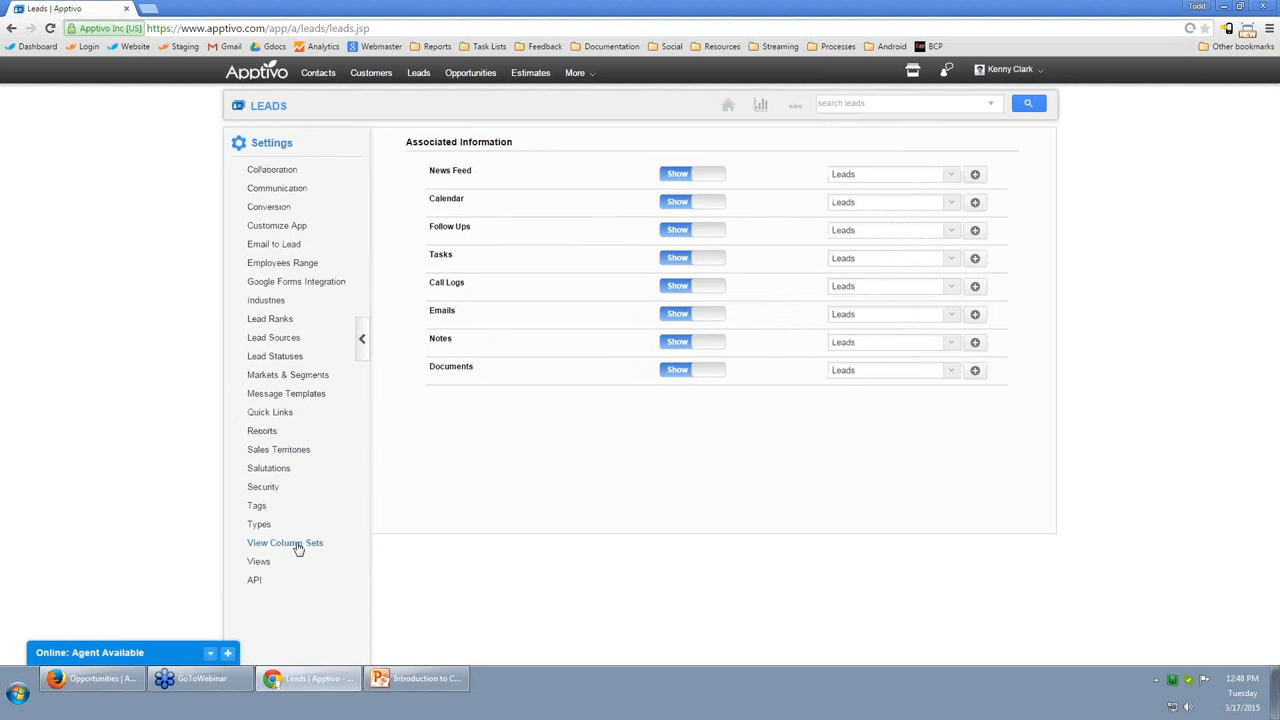 Leads | Apptivo
Todd
Apptivo Inc [US] https://www.apptivo.com/app/a/leads/leads.jsp
Dashboard Login Website Staging Gmail Gdocs Analytics Webmaster Reports Task Lists Feedback Documentation Social Resources Streaming Processes Android BCP Other bookmarks
NEW
Apptivo Contacts Customers Leads Opportunities Estimates More Kenny Clark
LEADS search leads
Settings
Collaboration
Communication
Conversion
Customize App
Email to Lead
Employees Range
Google Forms Integration
Industries
Lead Ranks
Lead Sources
Lead Statuses
Markets & Segments
Message Templates
Quick Links
Reports
Sales Territories
Salutations
Security
Tags
Types
View Column Sets
Views
API
Associated Information
News Feed Show Leads
Calendar Show Leads
Follow Ups Show Leads
Tasks Show Leads
Call Logs Show Leads
Emails Show Leads
Notes Show Leads
Documents Show Leads
Online: Agent Available
Opportunities | A... GoToWebinar Leads | Apptivo - ... Introduction to C...
12:48 PM
Tuesday
3/17/2015